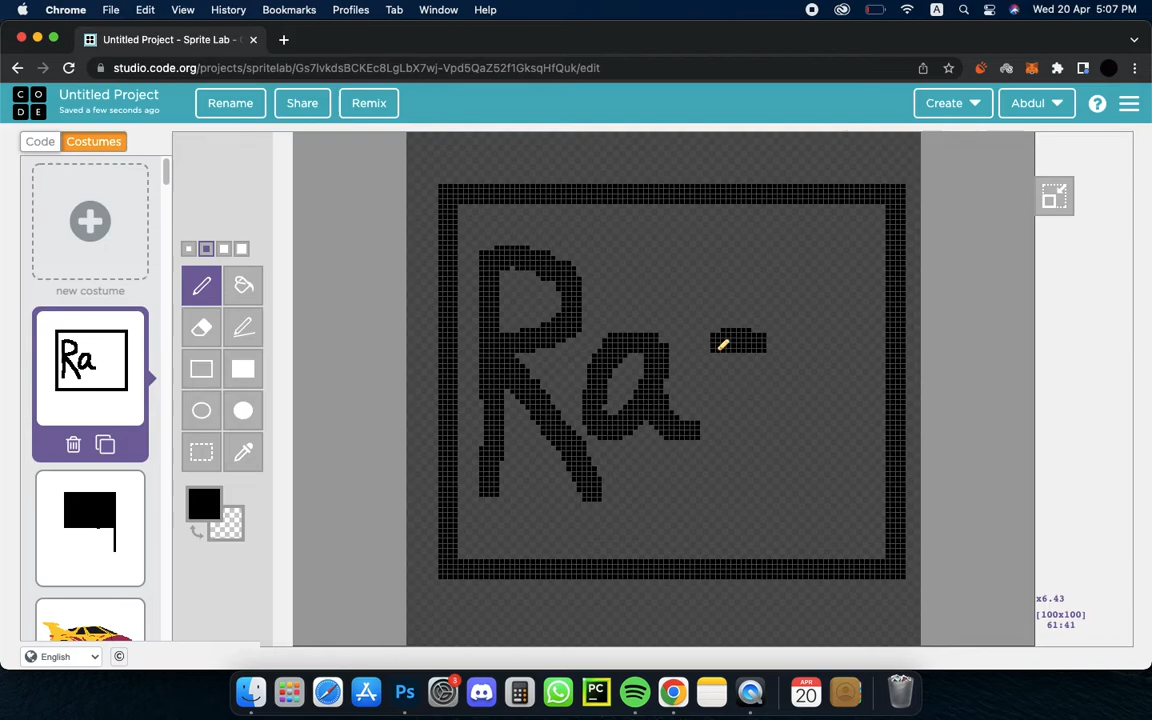 Chrome File Edit View History Bookmarks Profiles Tab Window Help A Wed 20 Apr 5:07 PM
Untitled Project - Sprite Lab -
studio.code.org/projects/spritelab/Gs7IvkdsBCKEc8LgLbX7wj-Vpd5QaZ52f1GksqHfQuk/edit
C O D E Untitled Project Rename Share Remix Create Abdul ?
Saved a few seconds ago
Code Costumes
new costume
Ra
Ra
x6.43
[100x100]
61:41
English ©
Ps 3 PC APR 20